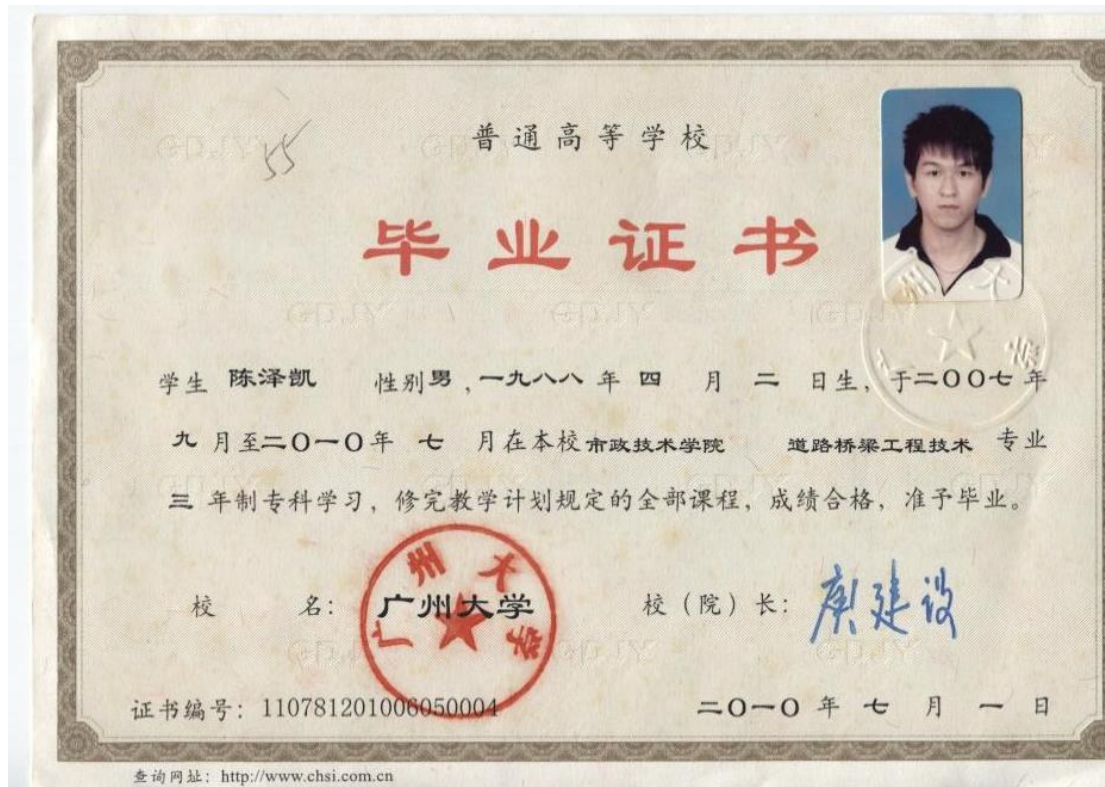 55
普通高等学校
毕业证书
学生 陈泽凯 性别男,一九八八年四月二日生,于二〇〇七年
九月至二〇一〇年七月在本校市政技术学院 道路桥梁工程技术 专业
三年制专科学习,修完教学计划规定的全部课程,成绩合格,准予毕业。
校 名:广州大学 校(院)长:庾建设
广州大学
证书编号:110781201006050004 二〇一〇年七月一日
查询网址:http://www.chsi.com.cn